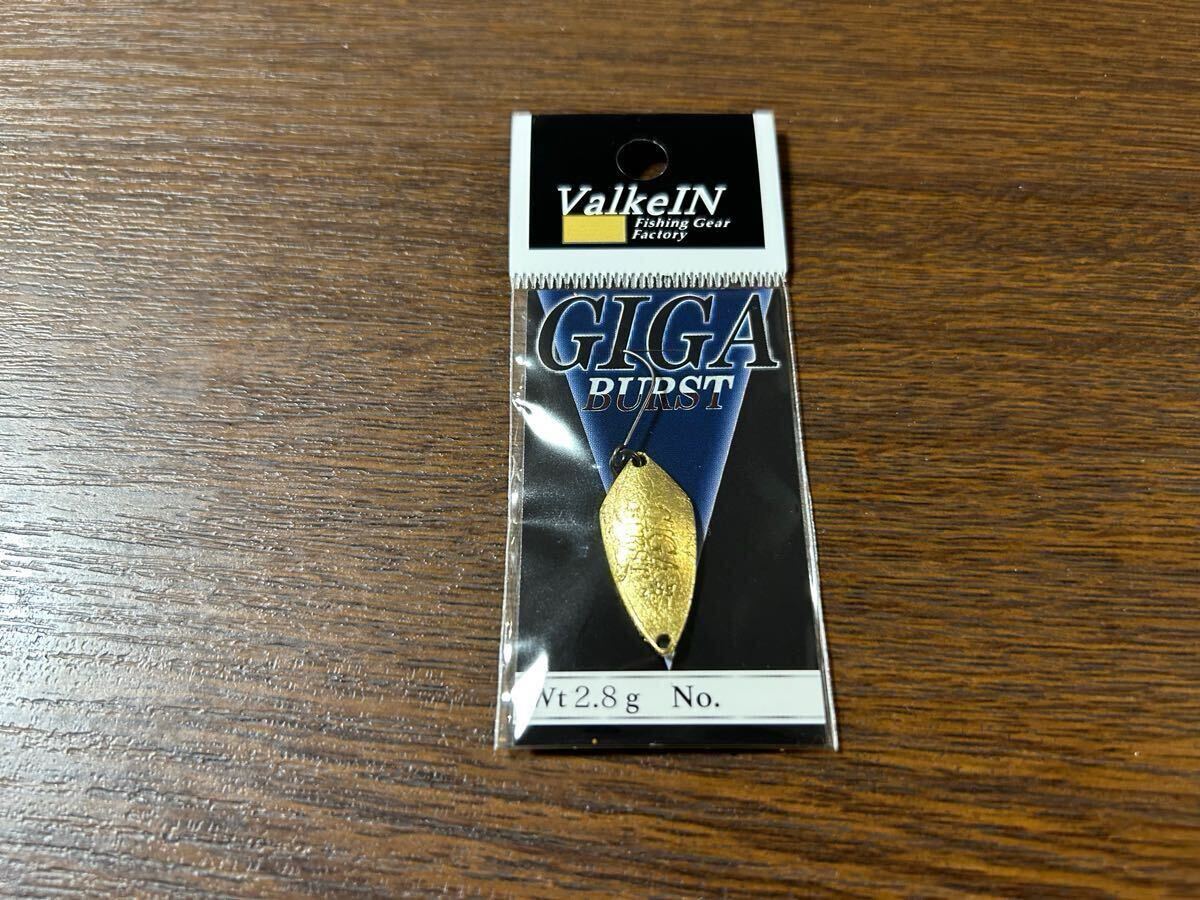 ValkeIN
Fishing Gear
Factory
GIGA
BURST
Wt 2.8 g No.